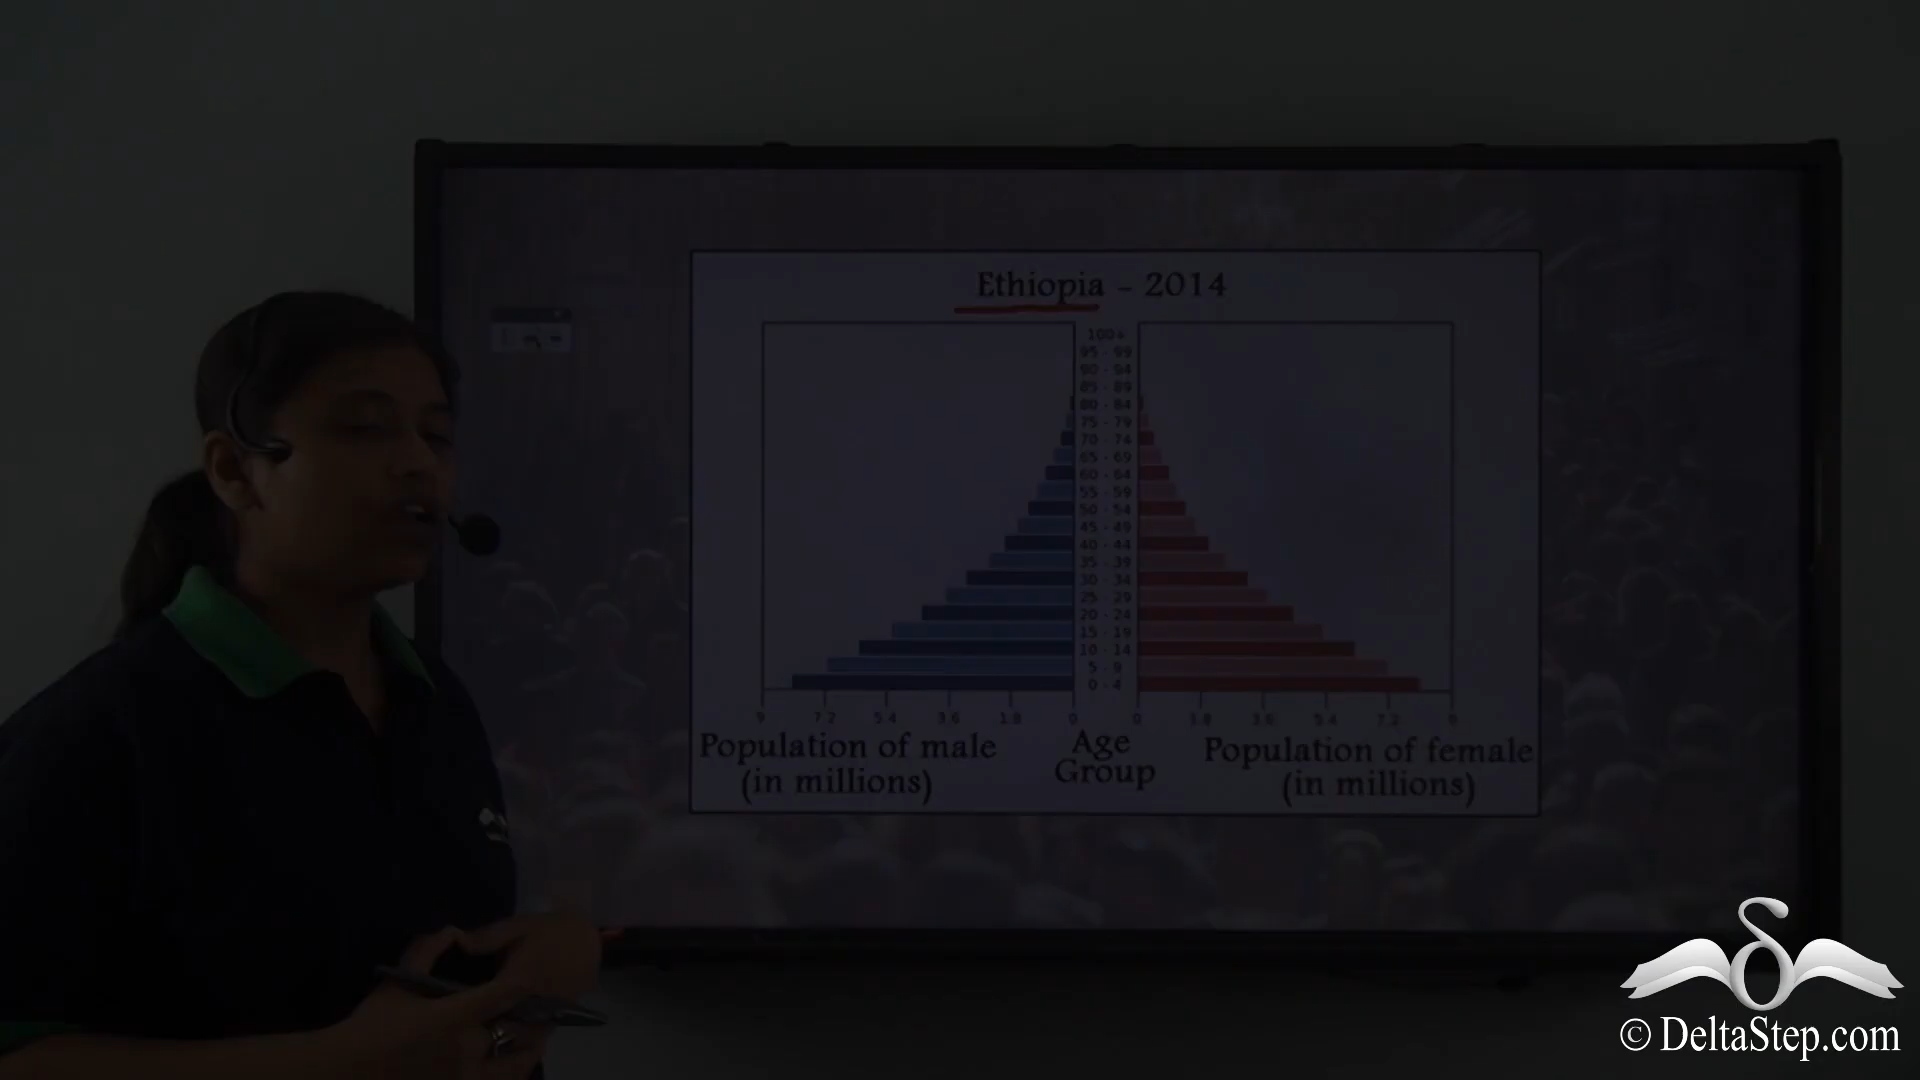 Ethiopia - 2014
100+
95 - 99
90 - 94
85 - 89
80 - 84
75 - 79
70 - 74
65 - 69
60 - 64
55 - 59
50 - 54
45 - 49
40 - 44
35 - 39
30 - 34
25 - 29
20 - 24
15 - 19
10 - 14
5 - 9
0 - 4
9 7.2 5.4 3.6 1.8 0 0 1.8 3.6 5.4 7.2 9
Population of male
(in millions)
Age
Group
Population of female
(in millions)
© DeltaStep.com